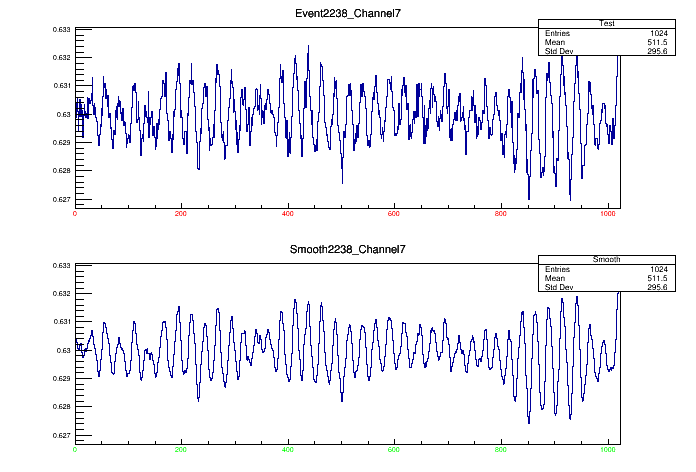 Event2238_Channel7
Test
Entries 1024
Mean 511.5
Std Dev 295.6
0.633
0.632
0.631
0.63
0.629
0.628
0.627
0 200 400 600 800 1000
Smooth2238_Channel7
Smooth
Entries 1024
Mean 511.5
Std Dev 295.6
0.633
0.632
0.631
0.63
0.629
0.628
0.627
0 200 400 600 800 1000